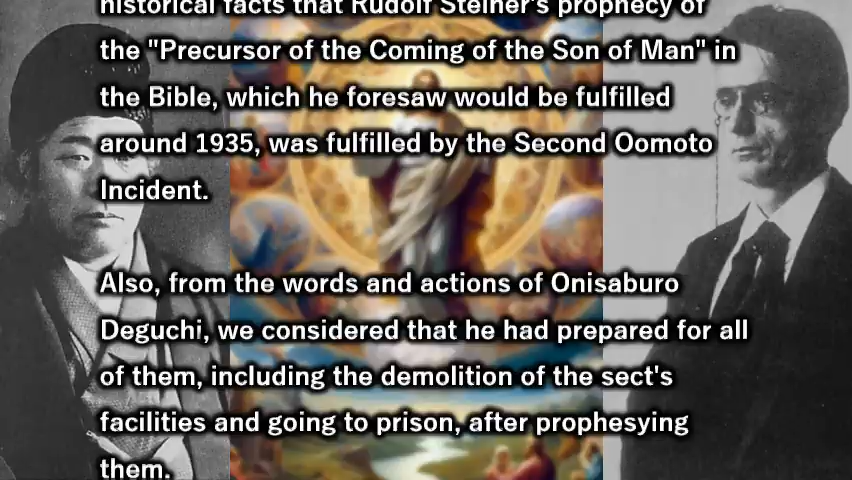 historical facts that Rudolf Steiner's prophecy of
the "Precursor of the Coming of the Son of Man" in
the Bible, which he foresaw would be fulfilled
around 1935, was fulfilled by the Second Oomoto
Incident.
Also, from the words and actions of Onisaburo
Deguchi, we considered that he had prepared for all
of them, including the demolition of the sect's
facilities and going to prison, after prophesying
them.